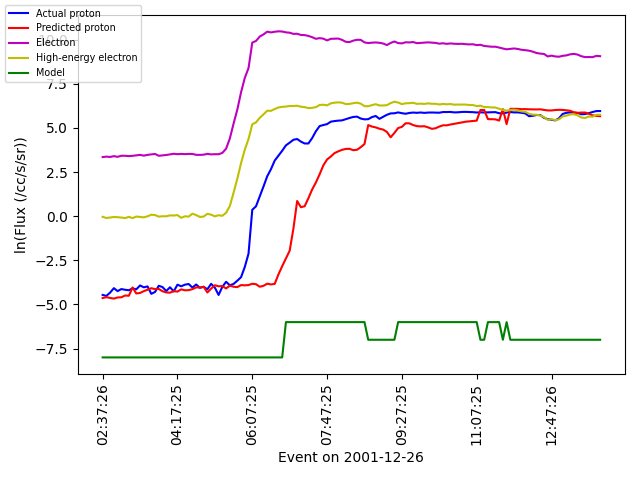 Actual proton
Predicted proton
Electron
High-energy electron
Model
10.0
7.5
5.0
2.5
0.0
−2.5
−5.0
−7.5
ln(Flux (/cc/s/sr))
02:37:26
04:17:25
06:07:25
07:47:25
09:27:25
11:07:25
12:47:26
Event on 2001-12-26